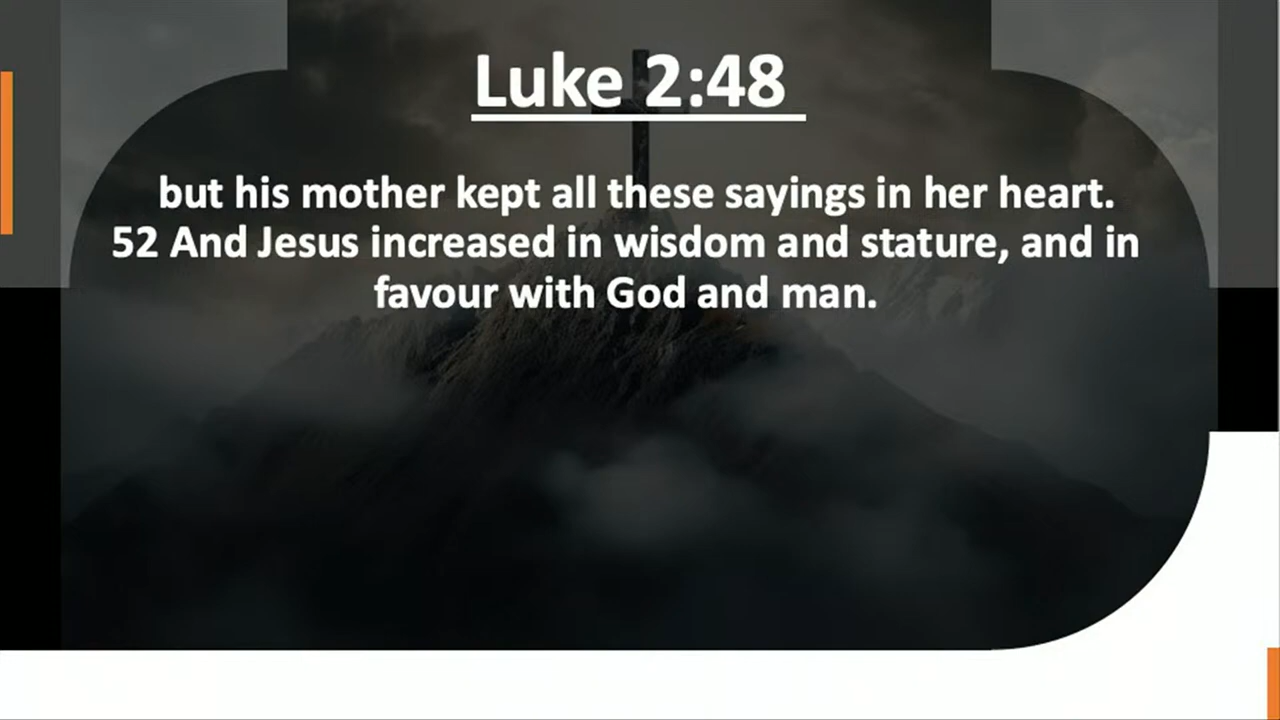 Luke 2:48
but his mother kept all these sayings in her heart.
52 And Jesus increased in wisdom and stature, and in
favour with God and man.